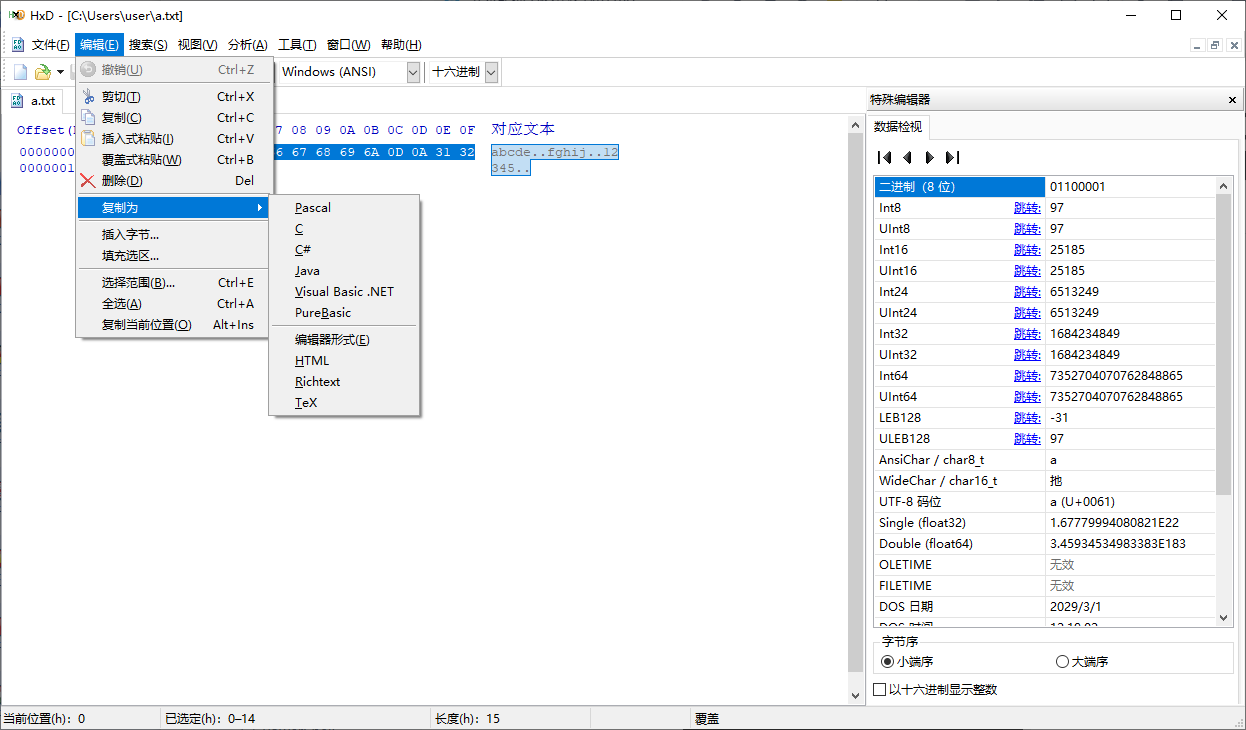 HxD - [C:\Users\user\a.txt]
文件(F) 编辑(E) 搜索(S) 视图(V) 分析(A) 工具(T) 窗口(W) 帮助(H)
Windows (ANSI) 十六进制
a.txt
撤销(U) Ctrl+Z
剪切(T) Ctrl+X
复制(C) Ctrl+C
插入式粘贴(I) Ctrl+V
覆盖式粘贴(W) Ctrl+B
删除(D) Del
复制为
插入字节...
填充选区...
选择范围(B)... Ctrl+E
全选(A) Ctrl+A
复制当前位置(O) Alt+Ins
Pascal
C
C#
Java
Visual Basic .NET
PureBasic
编辑器形式(E)
HTML
Richtext
TeX
08 09 0A 0B 0C 0D 0E 0F 对应文本
67 68 69 6A 0D 0A 31 32 abcde..fghij..12
345..
特殊编辑器
数据检视
二进制（8 位） 01100001
Int8 跳转: 97
UInt8 跳转: 97
Int16 跳转: 25185
UInt16 跳转: 25185
Int24 跳转: 6513249
UInt24 跳转: 6513249
Int32 跳转: 1684234849
UInt32 跳转: 1684234849
Int64 跳转: 7352704070762848865
UInt64 跳转: 7352704070762848865
LEB128 跳转: -31
ULEB128 跳转: 97
AnsiChar / char8_t a
WideChar / char16_t 扡
UTF-8 码位 a (U+0061)
Single (float32) 1.67779994080821E22
Double (float64) 3.45934534983383E183
OLETIME 无效
FILETIME 无效
DOS 日期 2029/3/1
字节序
小端序 大端序
以十六进制显示整数
当前位置(h): 0 已选定(h): 0–14 长度(h): 15 覆盖